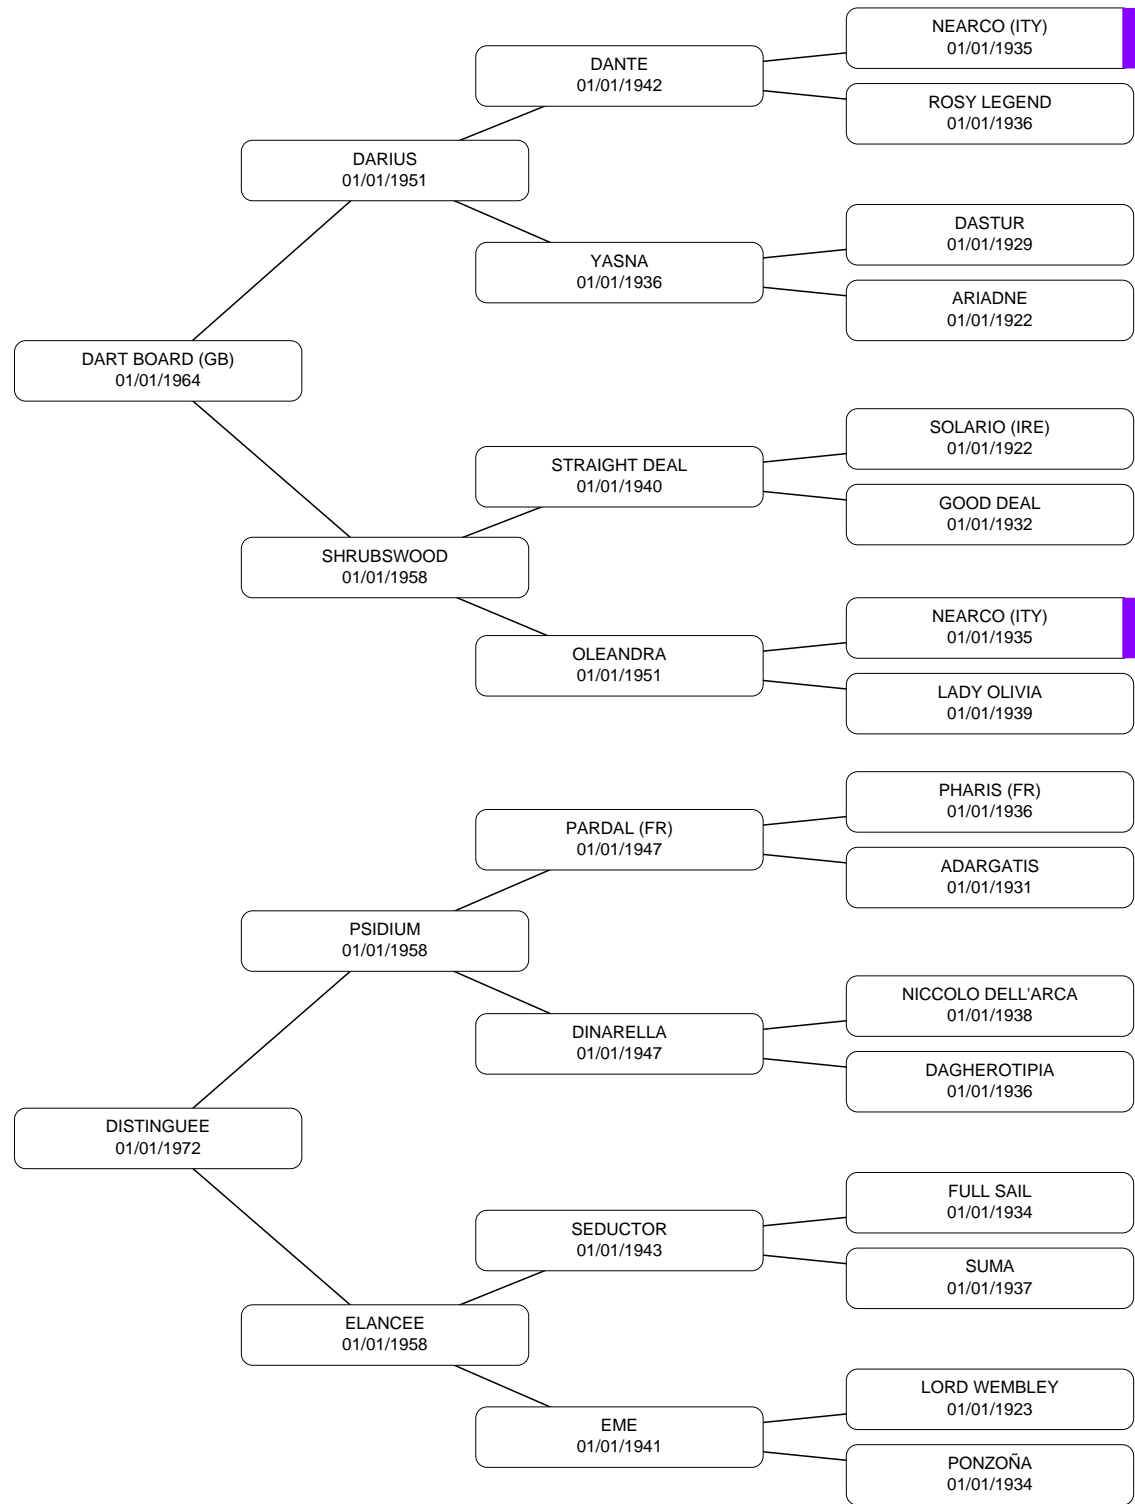 NEARCO (ITY)
01/01/1935
DANTE
01/01/1942
ROSY LEGEND
01/01/1936
DARIUS
01/01/1951
DASTUR
01/01/1929
YASNA
01/01/1936
ARIADNE
01/01/1922
DART BOARD (GB)
01/01/1964
SOLARIO (IRE)
01/01/1922
STRAIGHT DEAL
01/01/1940
GOOD DEAL
01/01/1932
SHRUBSWOOD
01/01/1958
NEARCO (ITY)
01/01/1935
OLEANDRA
01/01/1951
LADY OLIVIA
01/01/1939
PHARIS (FR)
01/01/1936
PARDAL (FR)
01/01/1947
ADARGATIS
01/01/1931
PSIDIUM
01/01/1958
NICCOLO DELL'ARCA
01/01/1938
DINARELLA
01/01/1947
DAGHEROTIPIA
01/01/1936
DISTINGUEE
01/01/1972
FULL SAIL
01/01/1934
SEDUCTOR
01/01/1943
SUMA
01/01/1937
ELANCEE
01/01/1958
LORD WEMBLEY
01/01/1923
EME
01/01/1941
PONZOÑA
01/01/1934